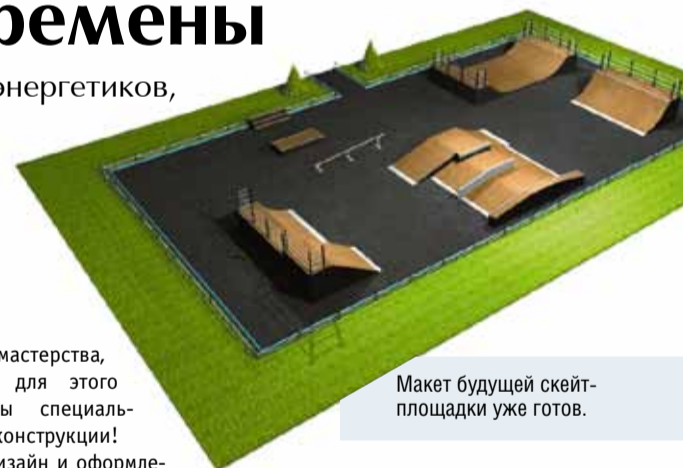 ремены
энергетиков,
мастерства,
для этого
ы специаль-
конструкции!
изайн и оформле-
Макет будущей скейт-
площадки уже готов.